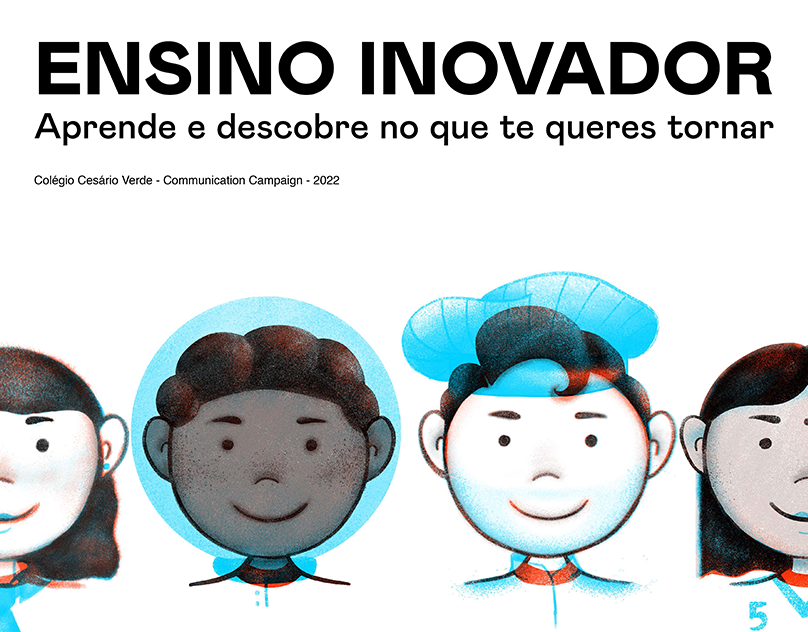 ENSINO INOVADOR
Aprende e descobre no que te queres tornar
Colégio Cesário Verde - Communication Campaign - 2022
5